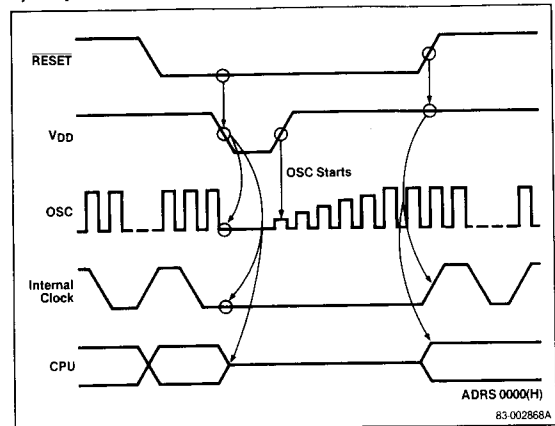 RESET
VDD
OSC Starts
OSC
Internal
Clock
CPU
ADRS 0000(H)
83-002868A